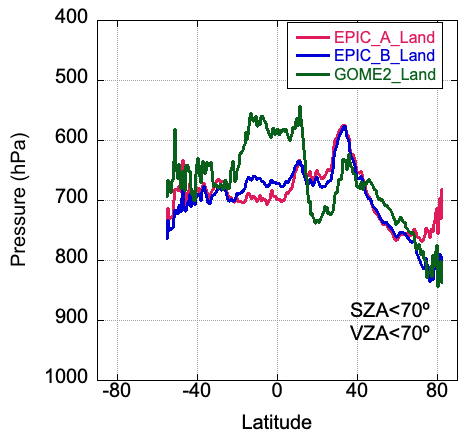 400
500
600
700
800
900
1000
Pressure (hPa)
EPIC_A_Land
EPIC_B_Land
GOME2_Land
SZA<70º
VZA<70º
-80 -40 0 40 80
Latitude